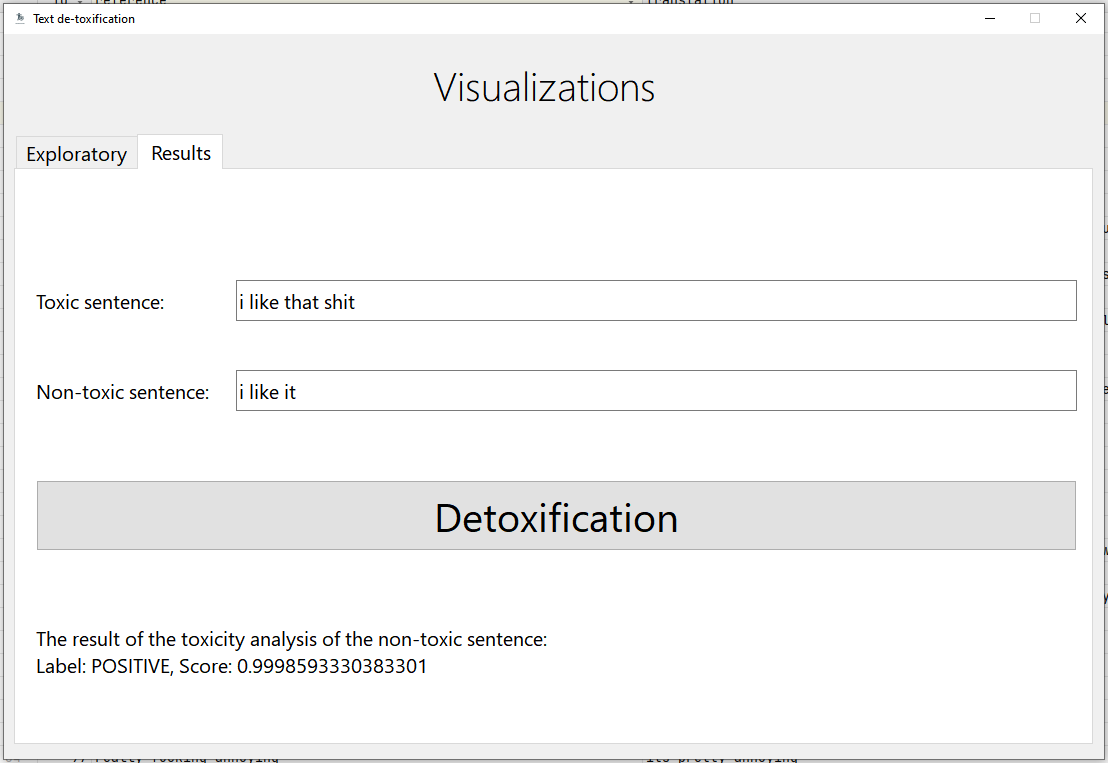 Text de-toxification
Visualizations
Exploratory
Results
Toxic sentence:
i like that shit
Non-toxic sentence:
i like it
Detoxification
The result of the toxicity analysis of the non-toxic sentence:
Label: POSITIVE, Score: 0.9998593330383301